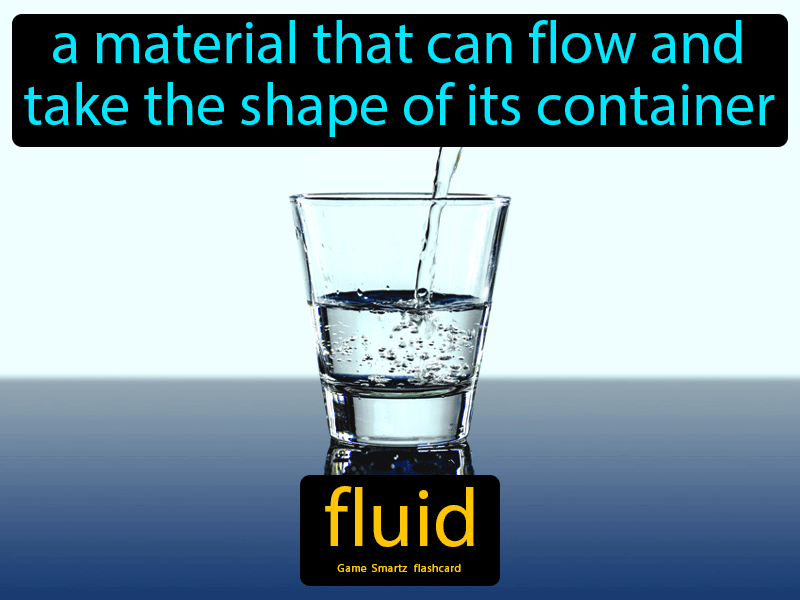 a material that can flow and
take the shape of its container
fluid
Game Smartz flashcard